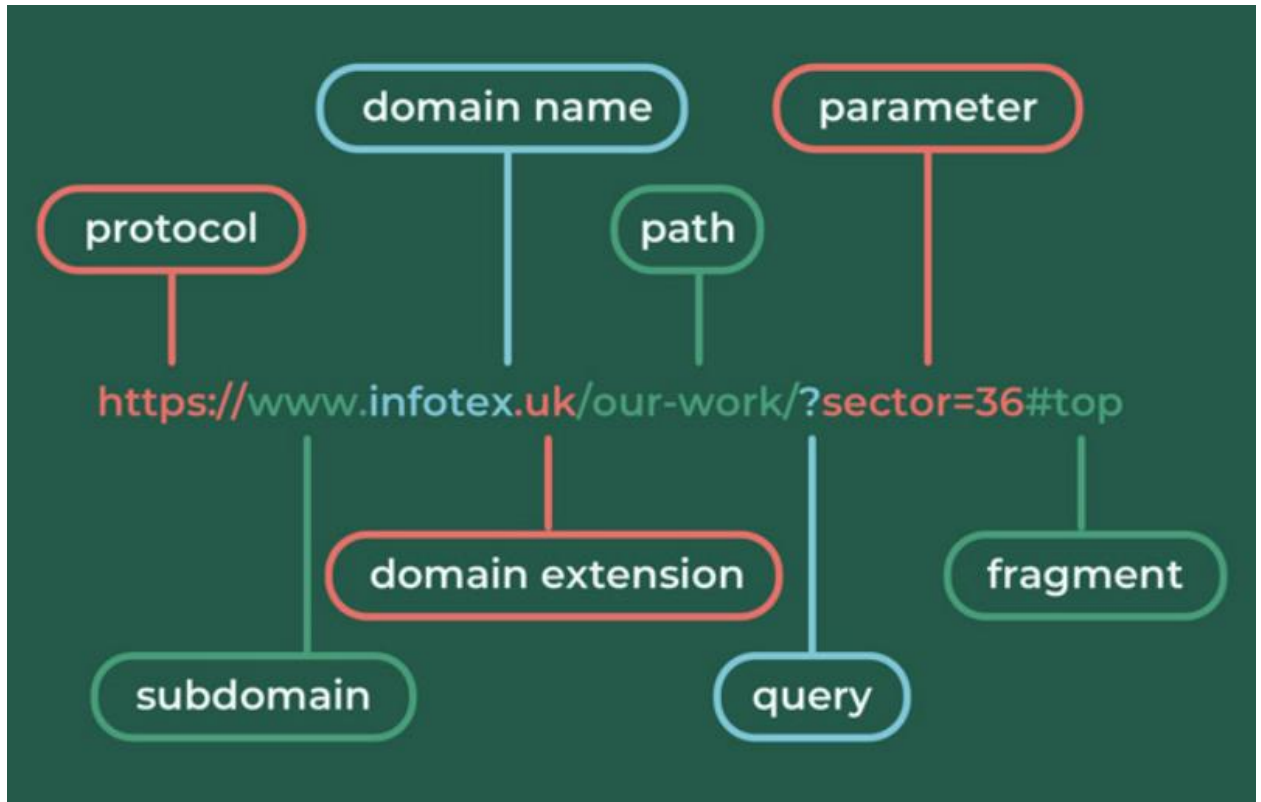 domain name
parameter
protocol
path
https://www.infotex.uk/our-work/?sector=36#top
domain extension
fragment
subdomain
query